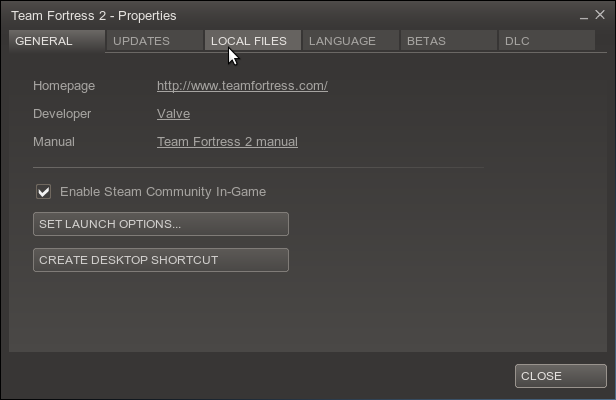 Team Fortress 2 - Properties
GENERAL UPDATES LOCAL FILES LANGUAGE BETAS DLC
Homepage http://www.teamfortress.com/
Developer Valve
Manual Team Fortress 2 manual
Enable Steam Community In-Game
SET LAUNCH OPTIONS...
CREATE DESKTOP SHORTCUT
CLOSE